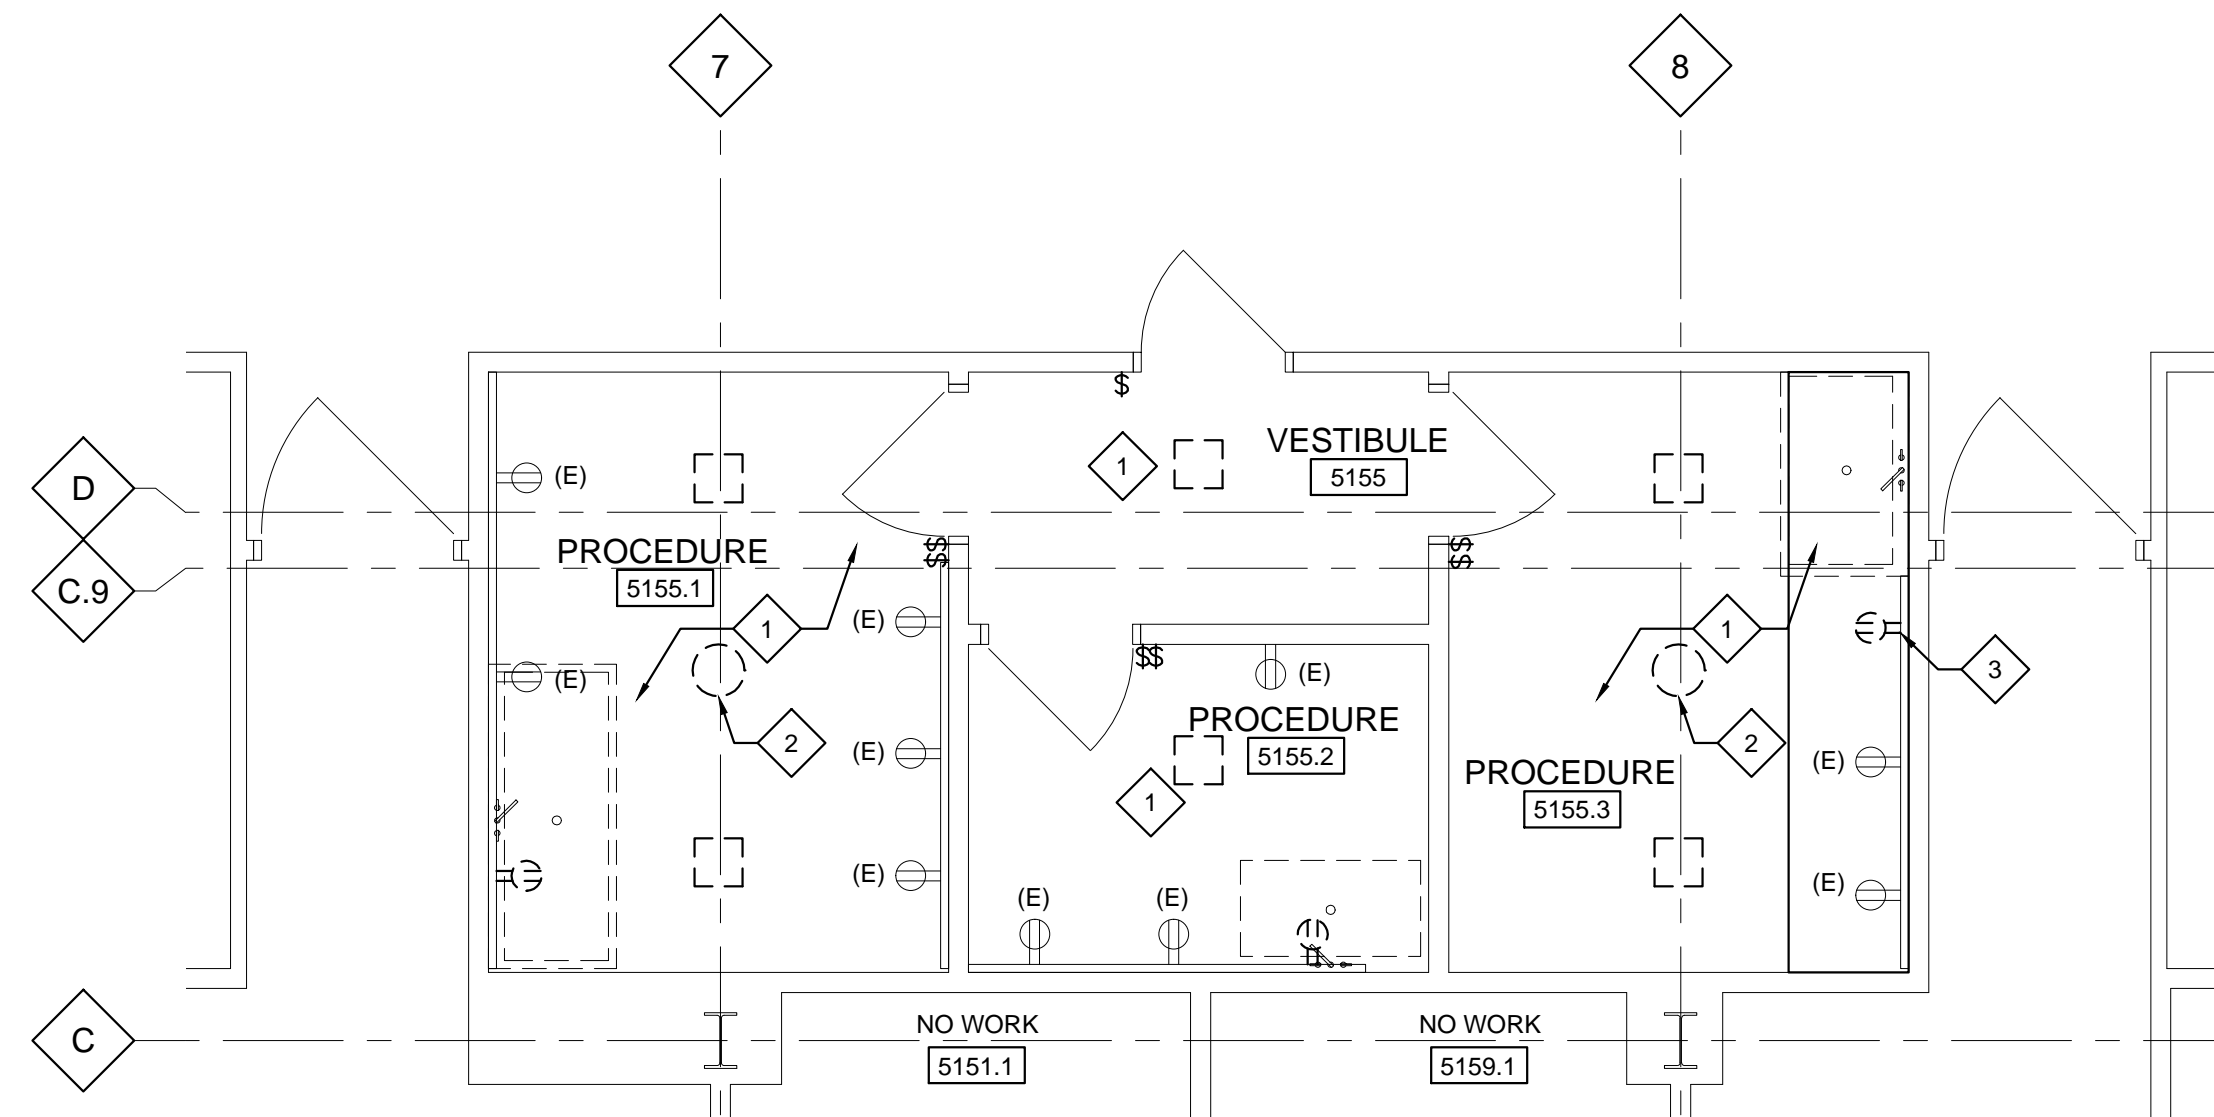 7
8
$
VESTIBULE
1
5155
D
(E)
PROCEDURE
$$
$$
C.9
5155.1
(E)
1
1
$$
3
(E)
(E)
PROCEDURE
2
(E)
5155.2
2
(E)
PROCEDURE
1
5155.3
(E)
(E)
(E)
(E)
NO WORK
NO WORK
C
5151.1
5159.1